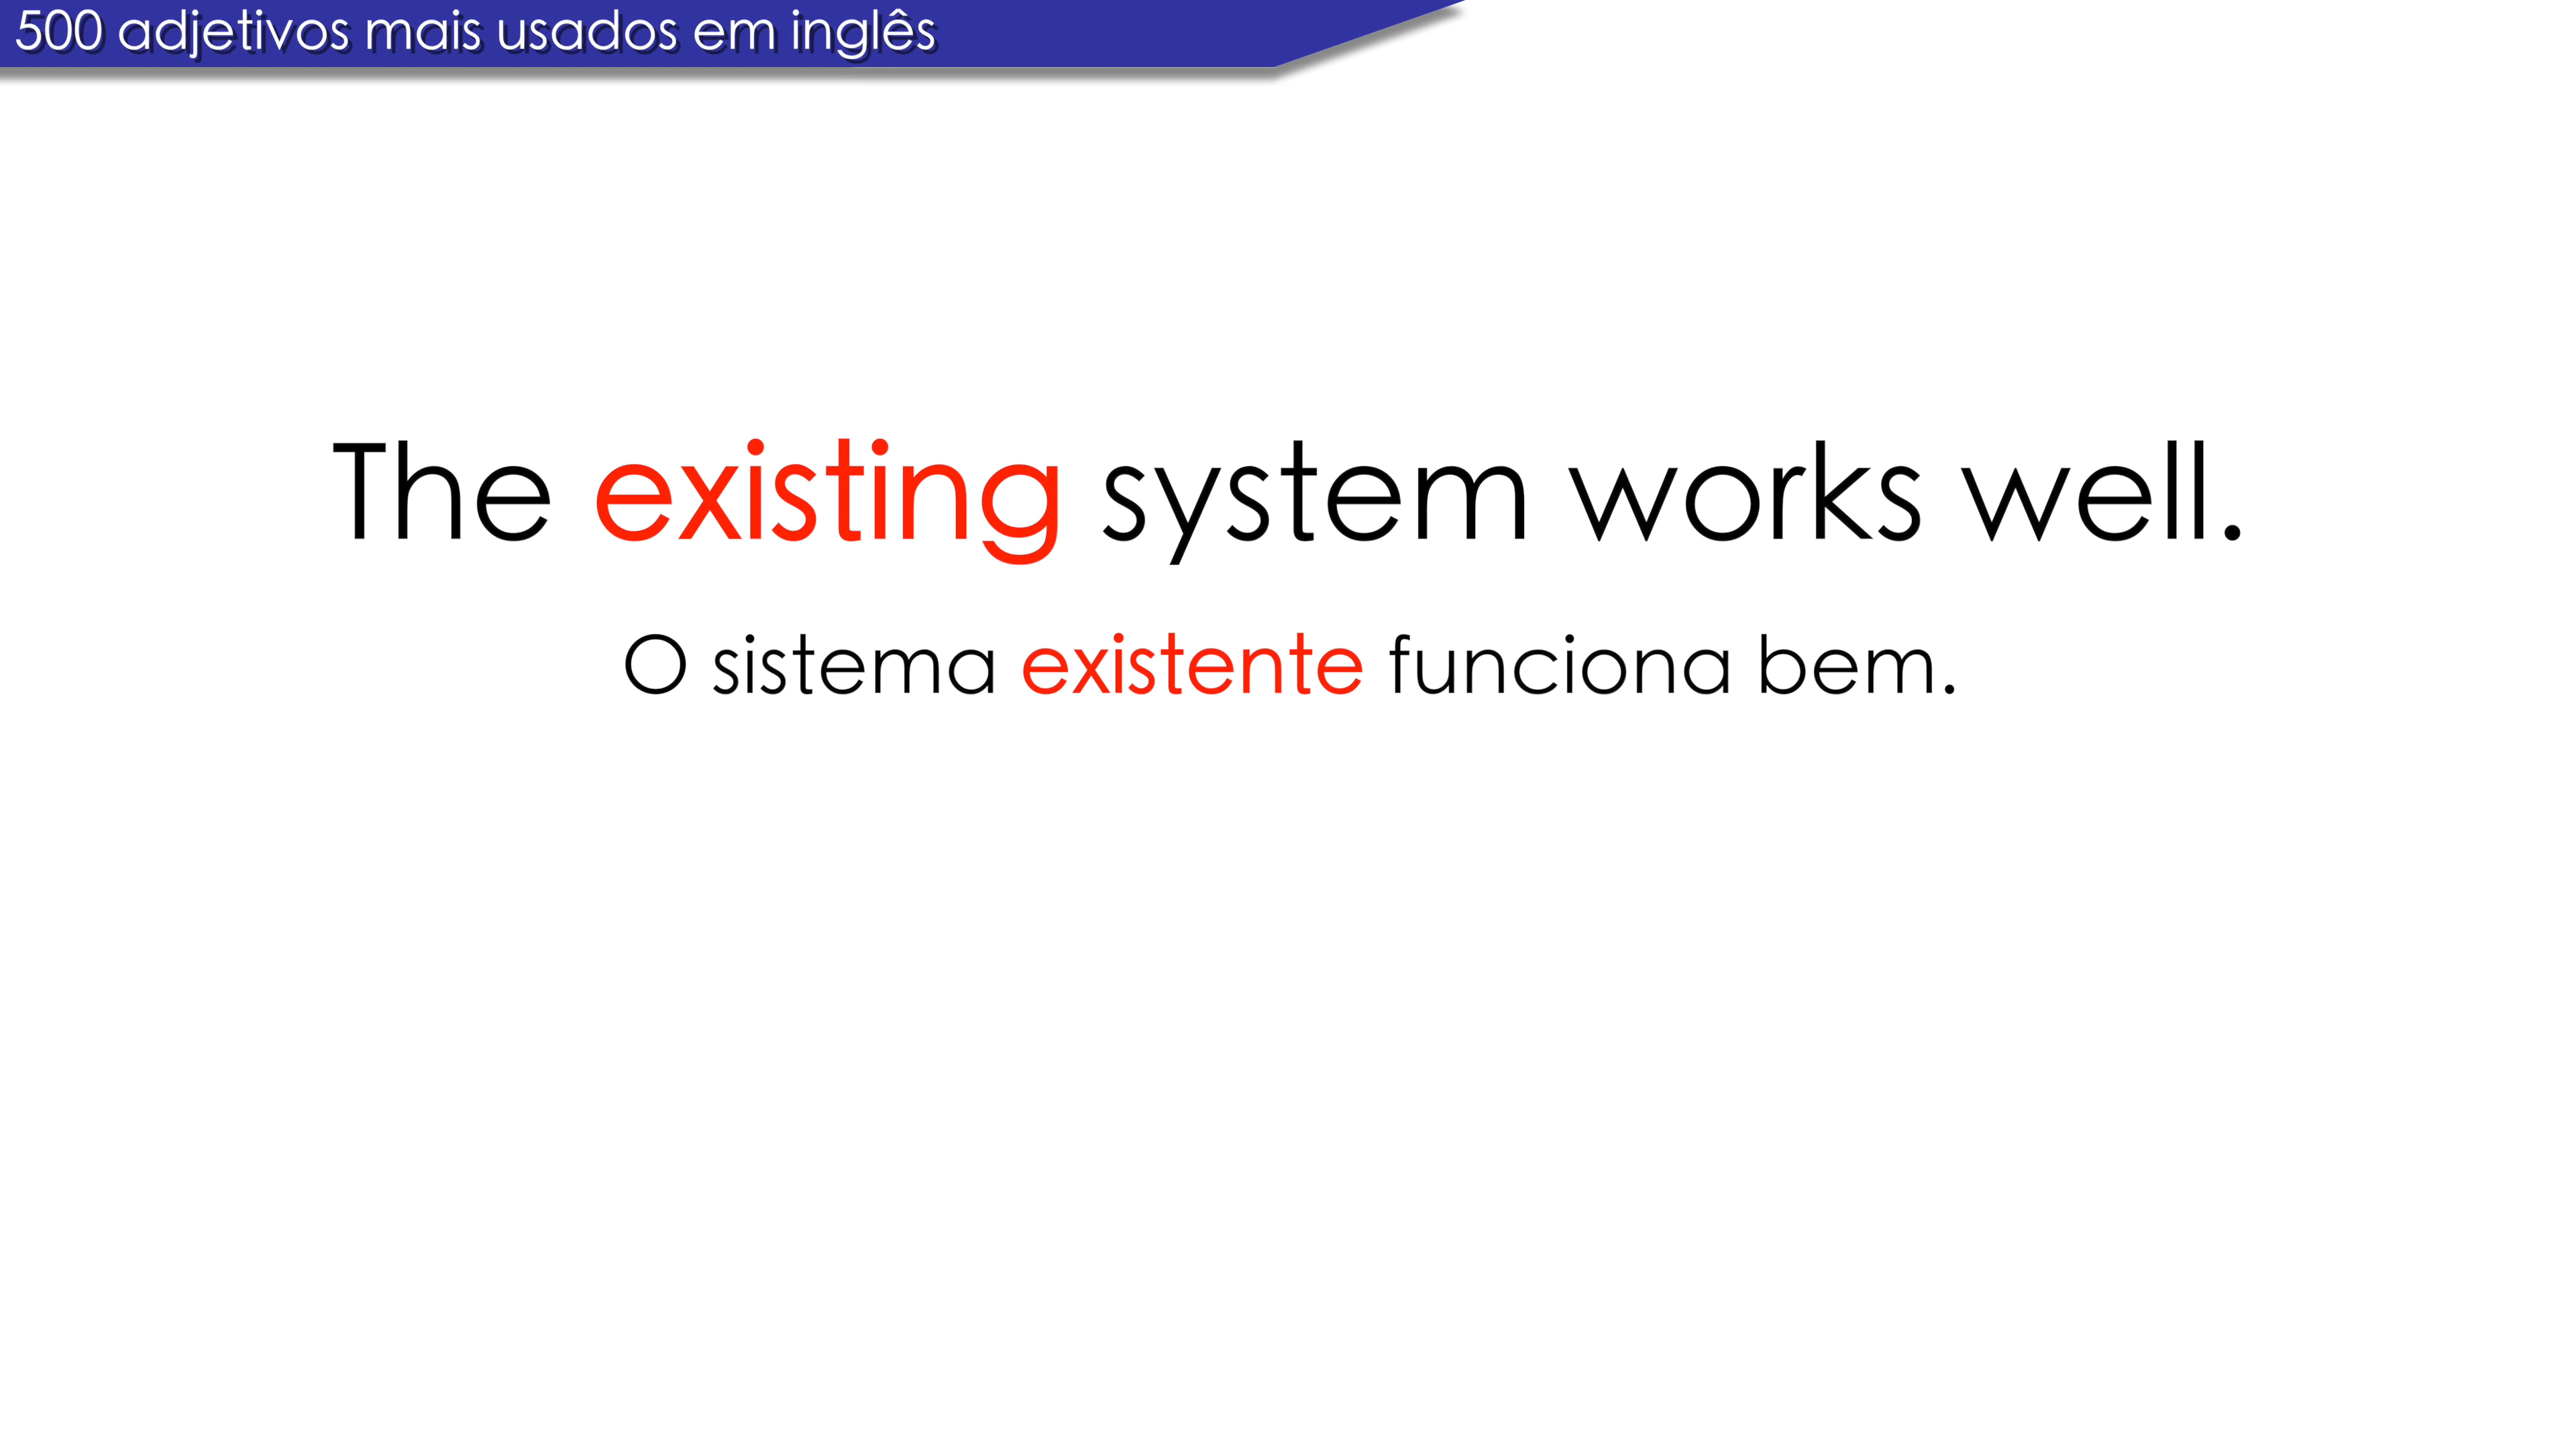 500 adjetivos mais usados em inglês
The existing system works well.
O sistema existente funciona bem.